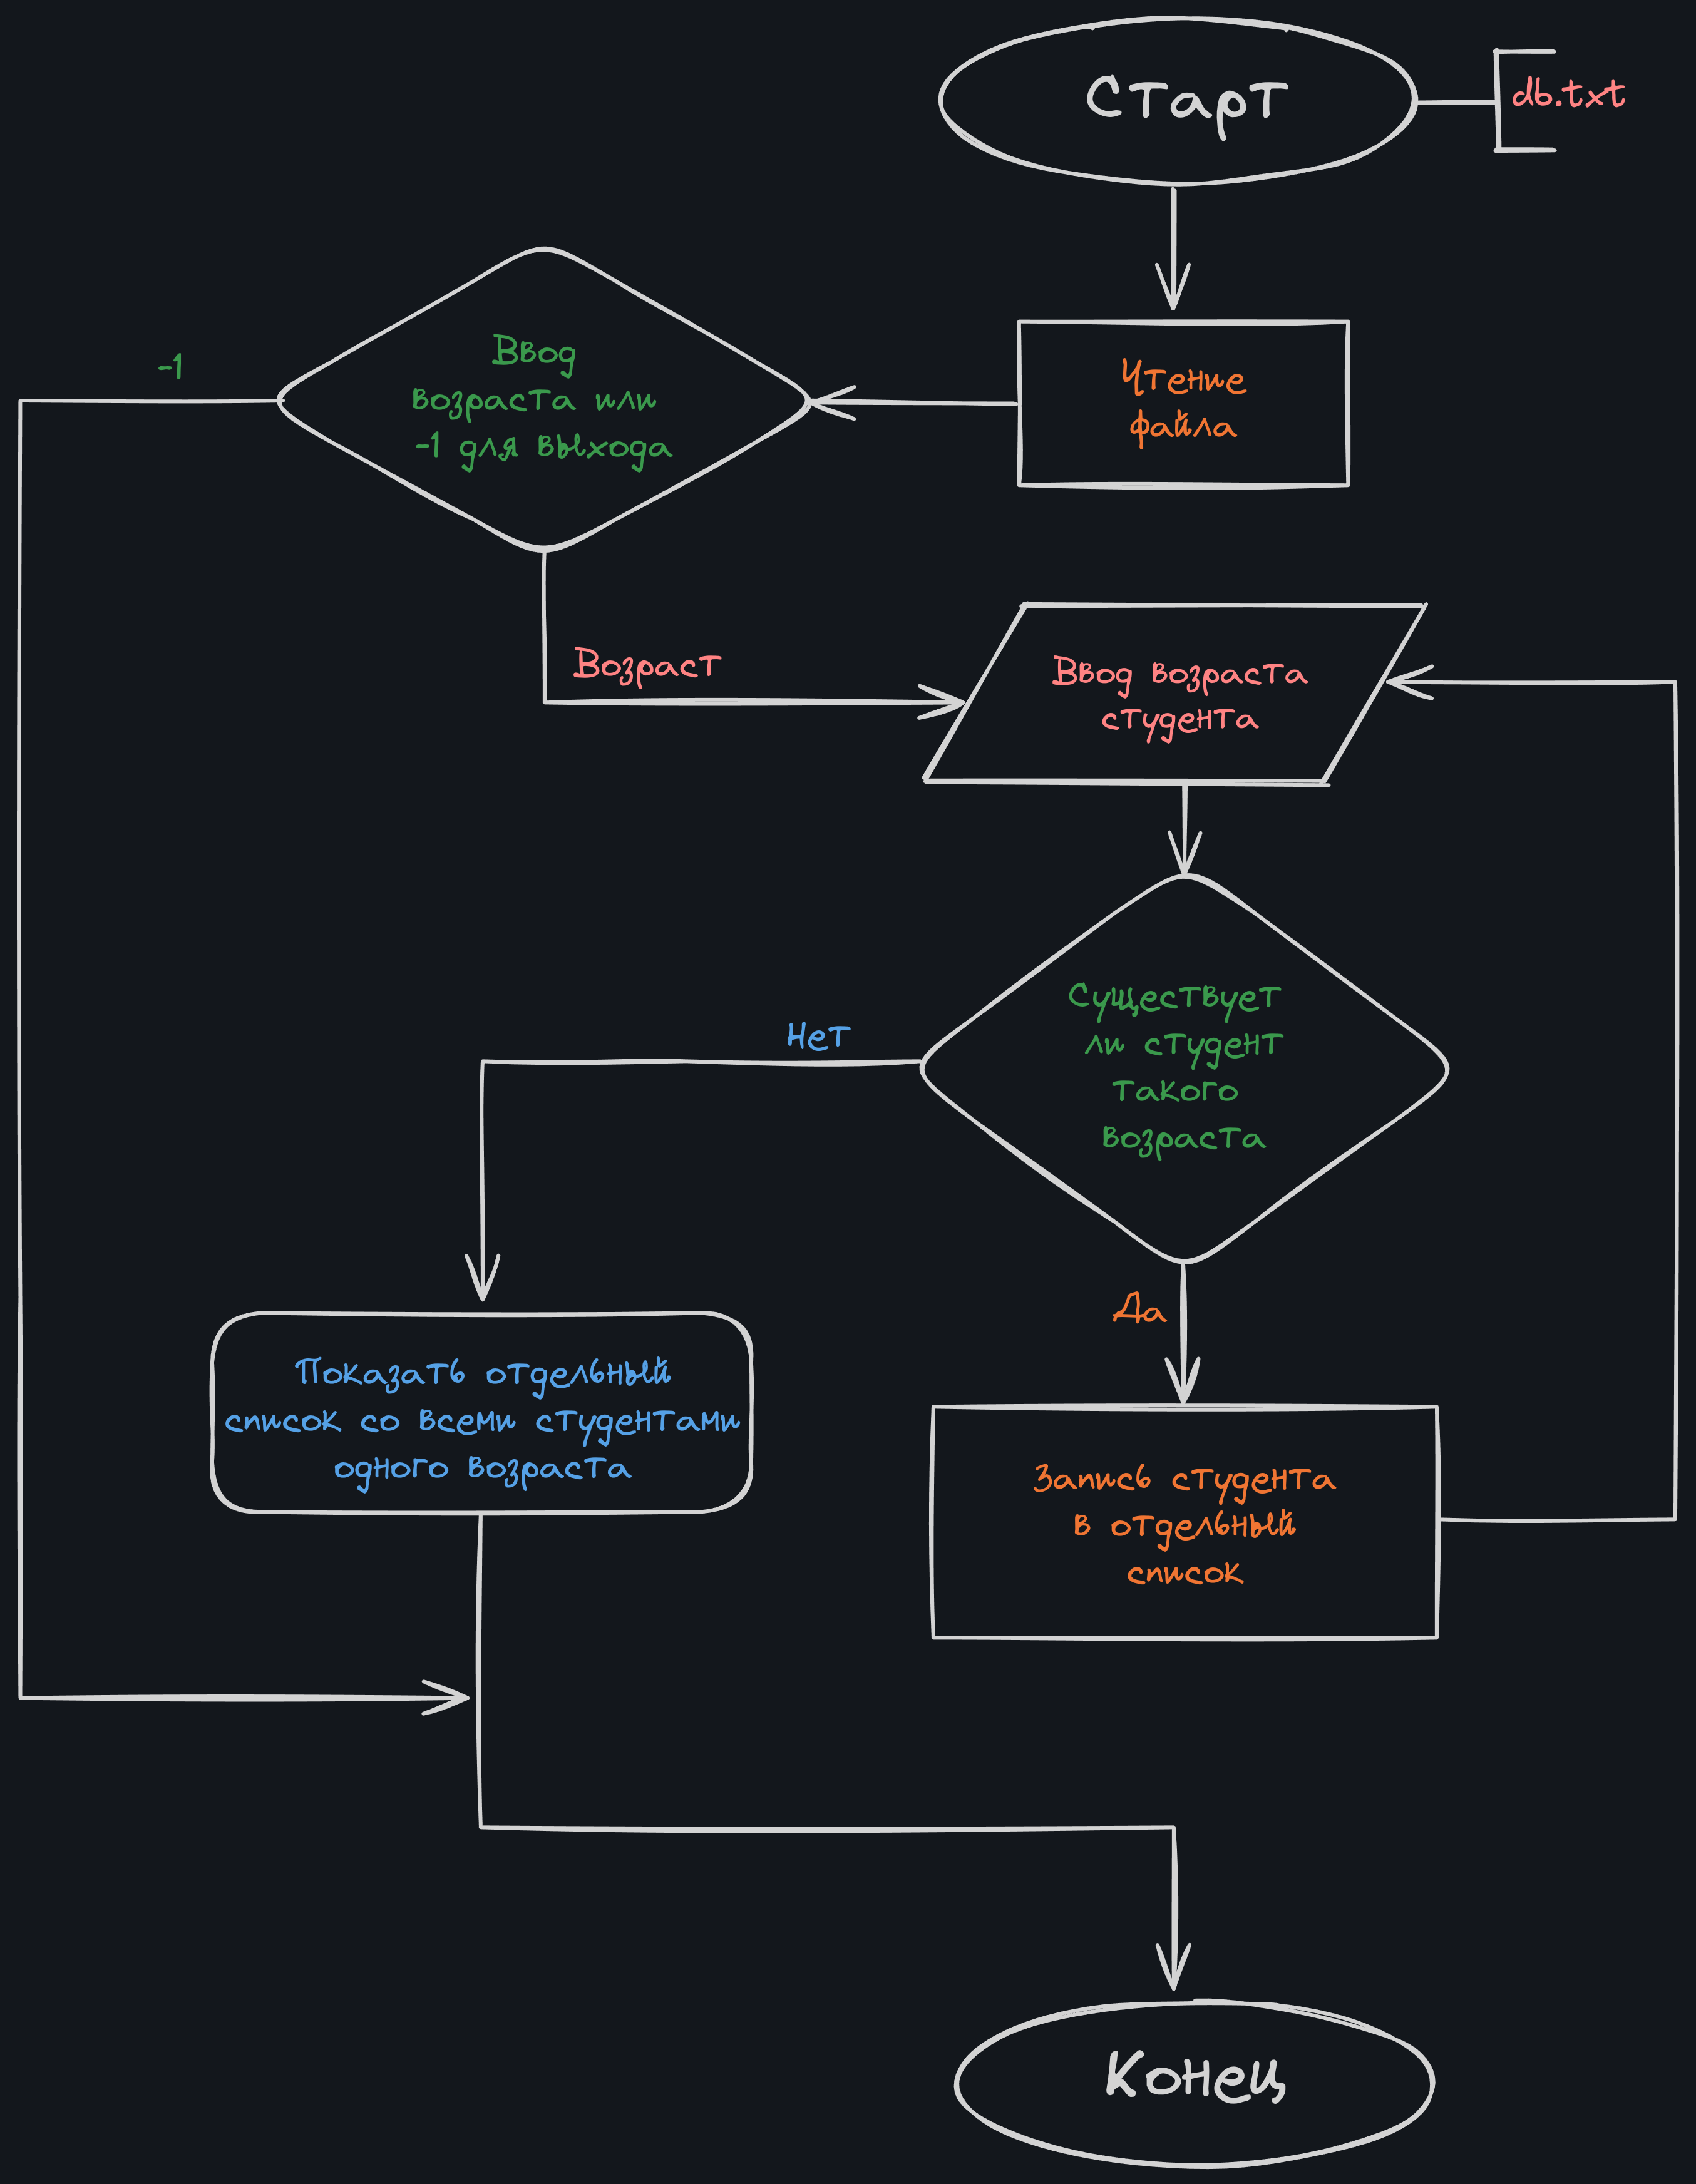 Старт
db.txt
Чтение
файла
Ввод
возраста или
-1 для выхода
-1
Возраст
Ввод возраста
студента
Существует
ли студент
такого
возраста
Нет
Да
Показать отдельный
список со всеми студентами
одного возраста
Запись студента
в отдельный
список
Конец